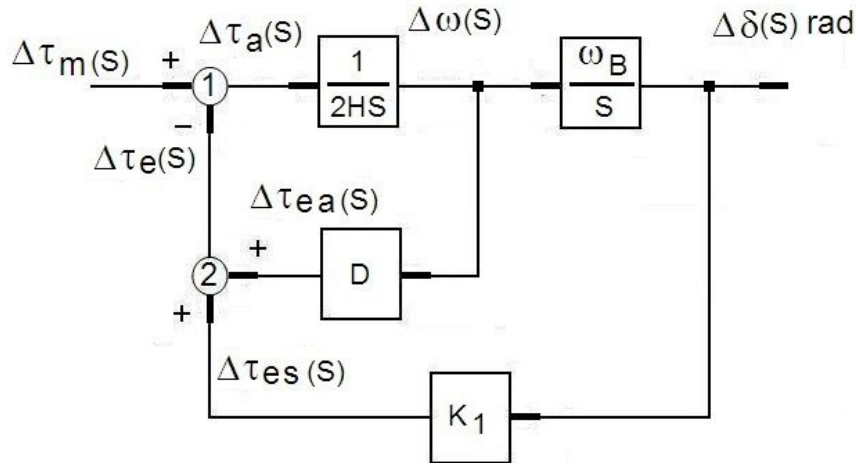 Δτm(S)
+
1
−
Δτa(S)
1
2HS
Δω(S)
ωB
S
Δδ(S) rad
Δτe(S)
Δτea(S)
+
2
+
D
Δτes(S)
K1